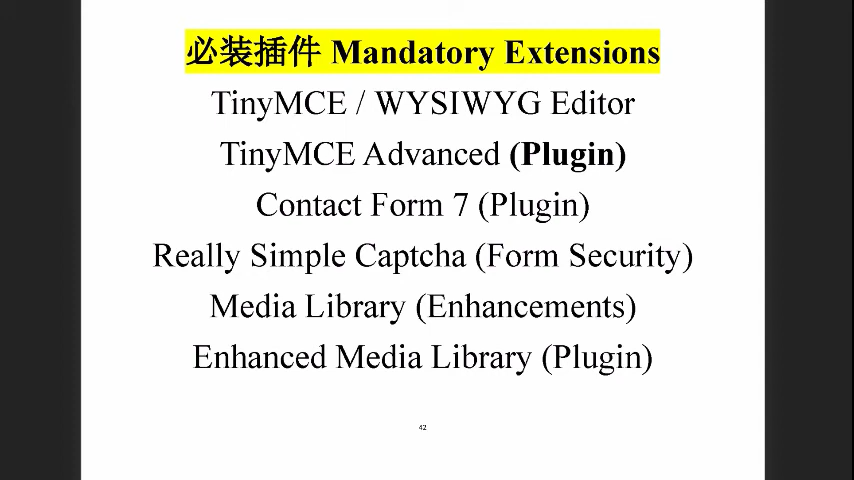 必装插件 Mandatory Extensions
TinyMCE / WYSIWYG Editor
TinyMCE Advanced (Plugin)
Contact Form 7 (Plugin)
Really Simple Captcha (Form Security)
Media Library (Enhancements)
Enhanced Media Library (Plugin)
42